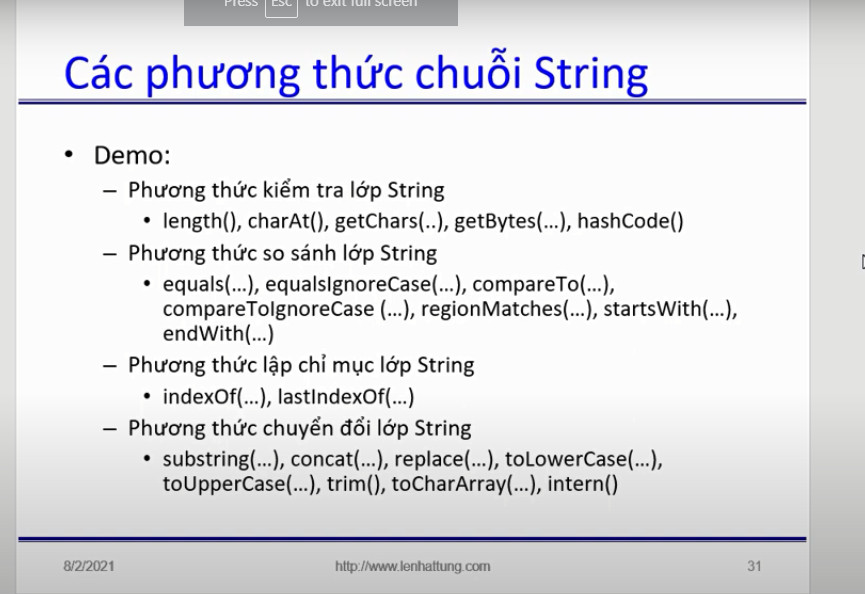 Press Esc to exit full screen
Các phương thức chuỗi String
• Demo:
– Phương thức kiểm tra lớp String
• length(), charAt(), getChars(..), getBytes(…), hashCode()
– Phương thức so sánh lớp String
• equals(…), equalsIgnoreCase(…), compareTo(…),
compareToIgnoreCase (…), regionMatches(…), startsWith(…),
endWith(…)
– Phương thức lập chỉ mục lớp String
• indexOf(…), lastIndexOf(…)
– Phương thức chuyển đổi lớp String
• substring(…), concat(…), replace(…), toLowerCase(…),
toUpperCase(…), trim(), toCharArray(…), intern()
8/2/2021 http://www.lenhattung.com 31